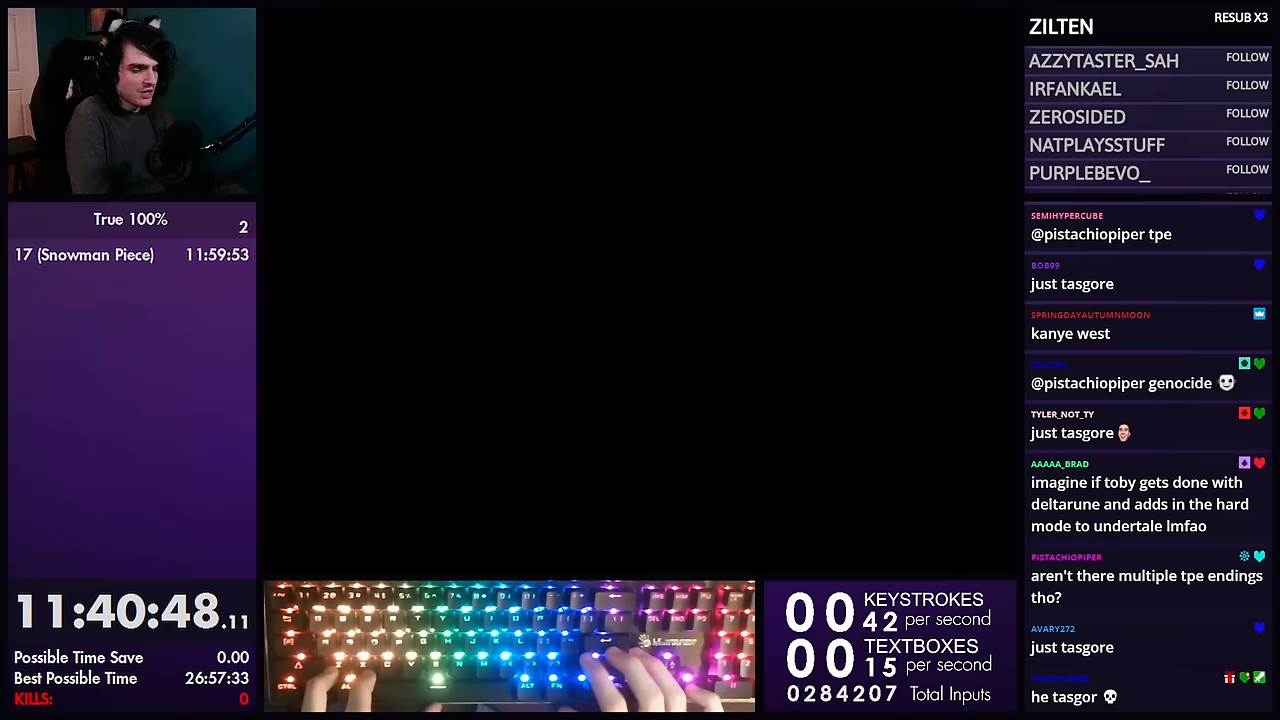 True 100%
2
17 (Snowman Piece) 11:59:53
11:40:48.11
Possible Time Save 0.00
Best Possible Time 26:57:33
KILLS: 0
00.42 KEYSTROKES per second
00.15 TEXTBOXES per second
0284207 Total Inputs
ZILTEN RESUB X3
AZZYTASTER_SAH FOLLOW
IRFANKAEL FOLLOW
ZEROSIDED FOLLOW
NATPLAYSSTUFF FOLLOW
PURPLEBEVO_ FOLLOW
SEMIHYPERCUBE
@pistachiopiper tpe
BOB99
just tasgore
SPRINGDAYAUTUMNMOON
kanye west
@pistachiopiper genocide
TYLER_NOT_TY
just tasgore
AAAAA_BRAD
imagine if toby gets done with
deltarune and adds in the hard
mode to undertale lmfao
PISTACHIOPIPER
aren't there multiple tpe endings
tho?
AVARY272
just tasgore
he tasgor